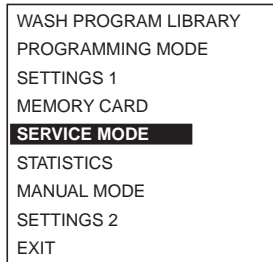 WASH PROGRAM LIBRARY
PROGRAMMING MODE
SETTINGS 1
MEMORY CARD
SERVICE MODE
STATISTICS
MANUAL MODE
SETTINGS 2
EXIT